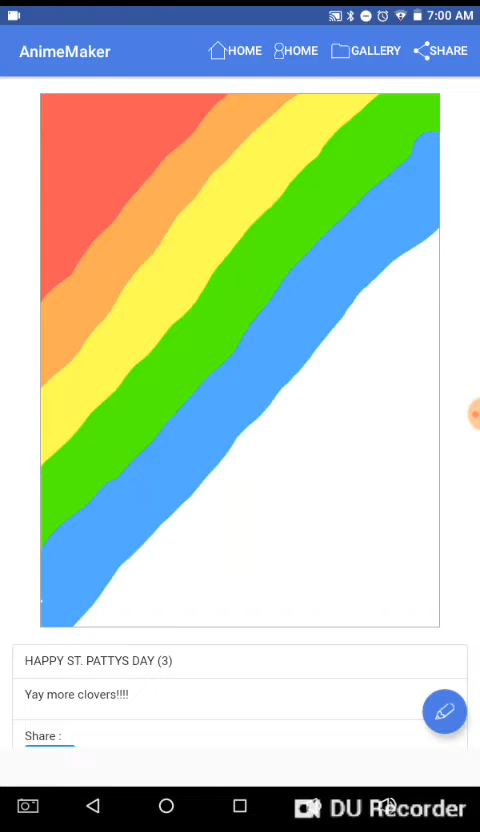 7:00 AM
AnimeMaker HOME HOME GALLERY SHARE
HAPPY ST. PATTYS DAY (3)
Yay more clovers!!!!
Share :
DU Recorder